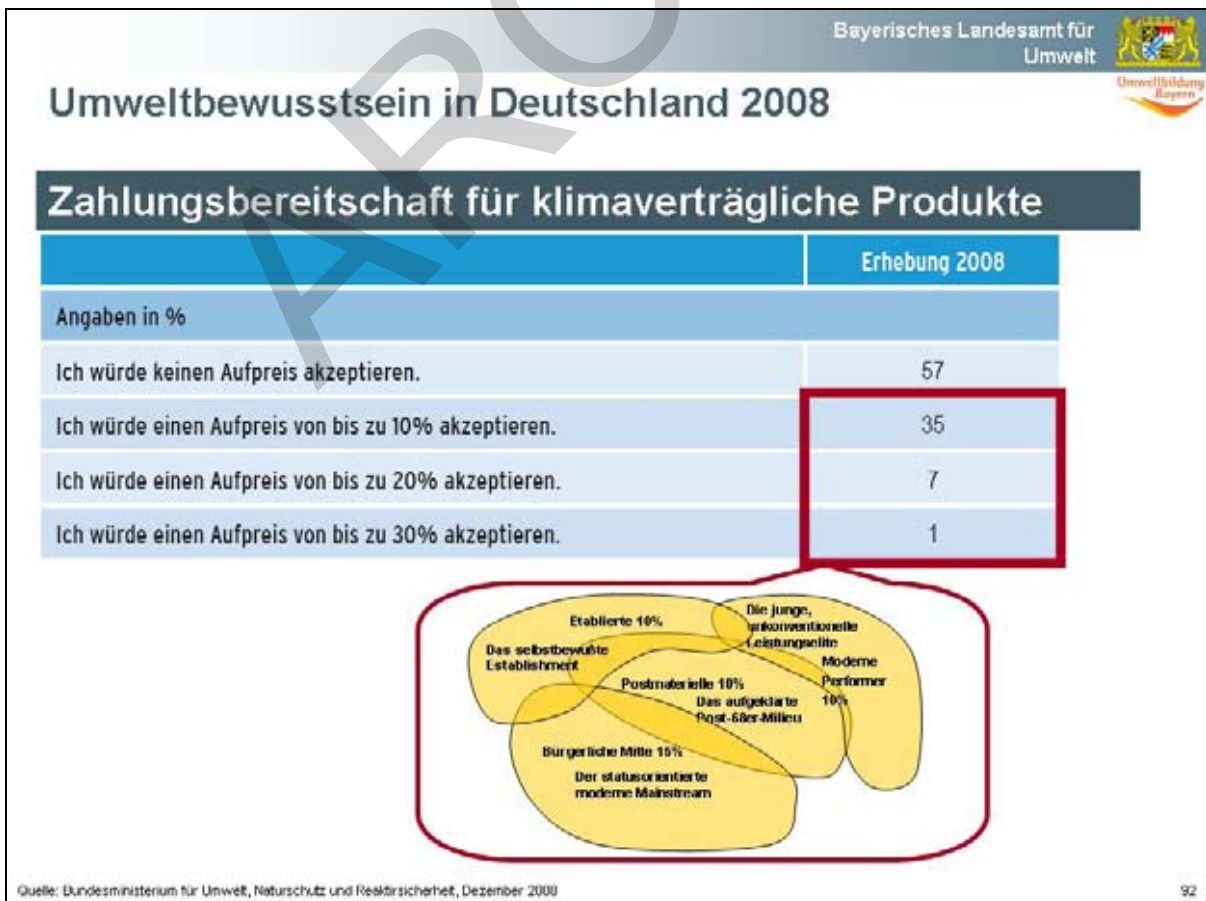 Bayerisches Landesamt für
Umwelt
Umweltbildung
Bayern
Umweltbewusstsein in Deutschland 2008
Zahlungsbereitschaft für klimaverträgliche Produkte
Erhebung 2008
Angaben in %
Ich würde keinen Aufpreis akzeptieren. 57
Ich würde einen Aufpreis von bis zu 10% akzeptieren. 35
Ich würde einen Aufpreis von bis zu 20% akzeptieren. 7
Ich würde einen Aufpreis von bis zu 30% akzeptieren. 1
Etablierte 10%
Das selbstbewußte
Establishment
Die junge,
unkonventionelle
Leistungselite
Moderne
Performer
10%
Postmaterielle 10%
Das aufgeklärte
Post-68er-Milieu
Bürgerliche Mitte 15%
Der statusorientierte
moderne Mainstream
Quelle: Bundesministerium für Umwelt, Naturschutz und Reaktorsicherheit, Dezember 2008
92